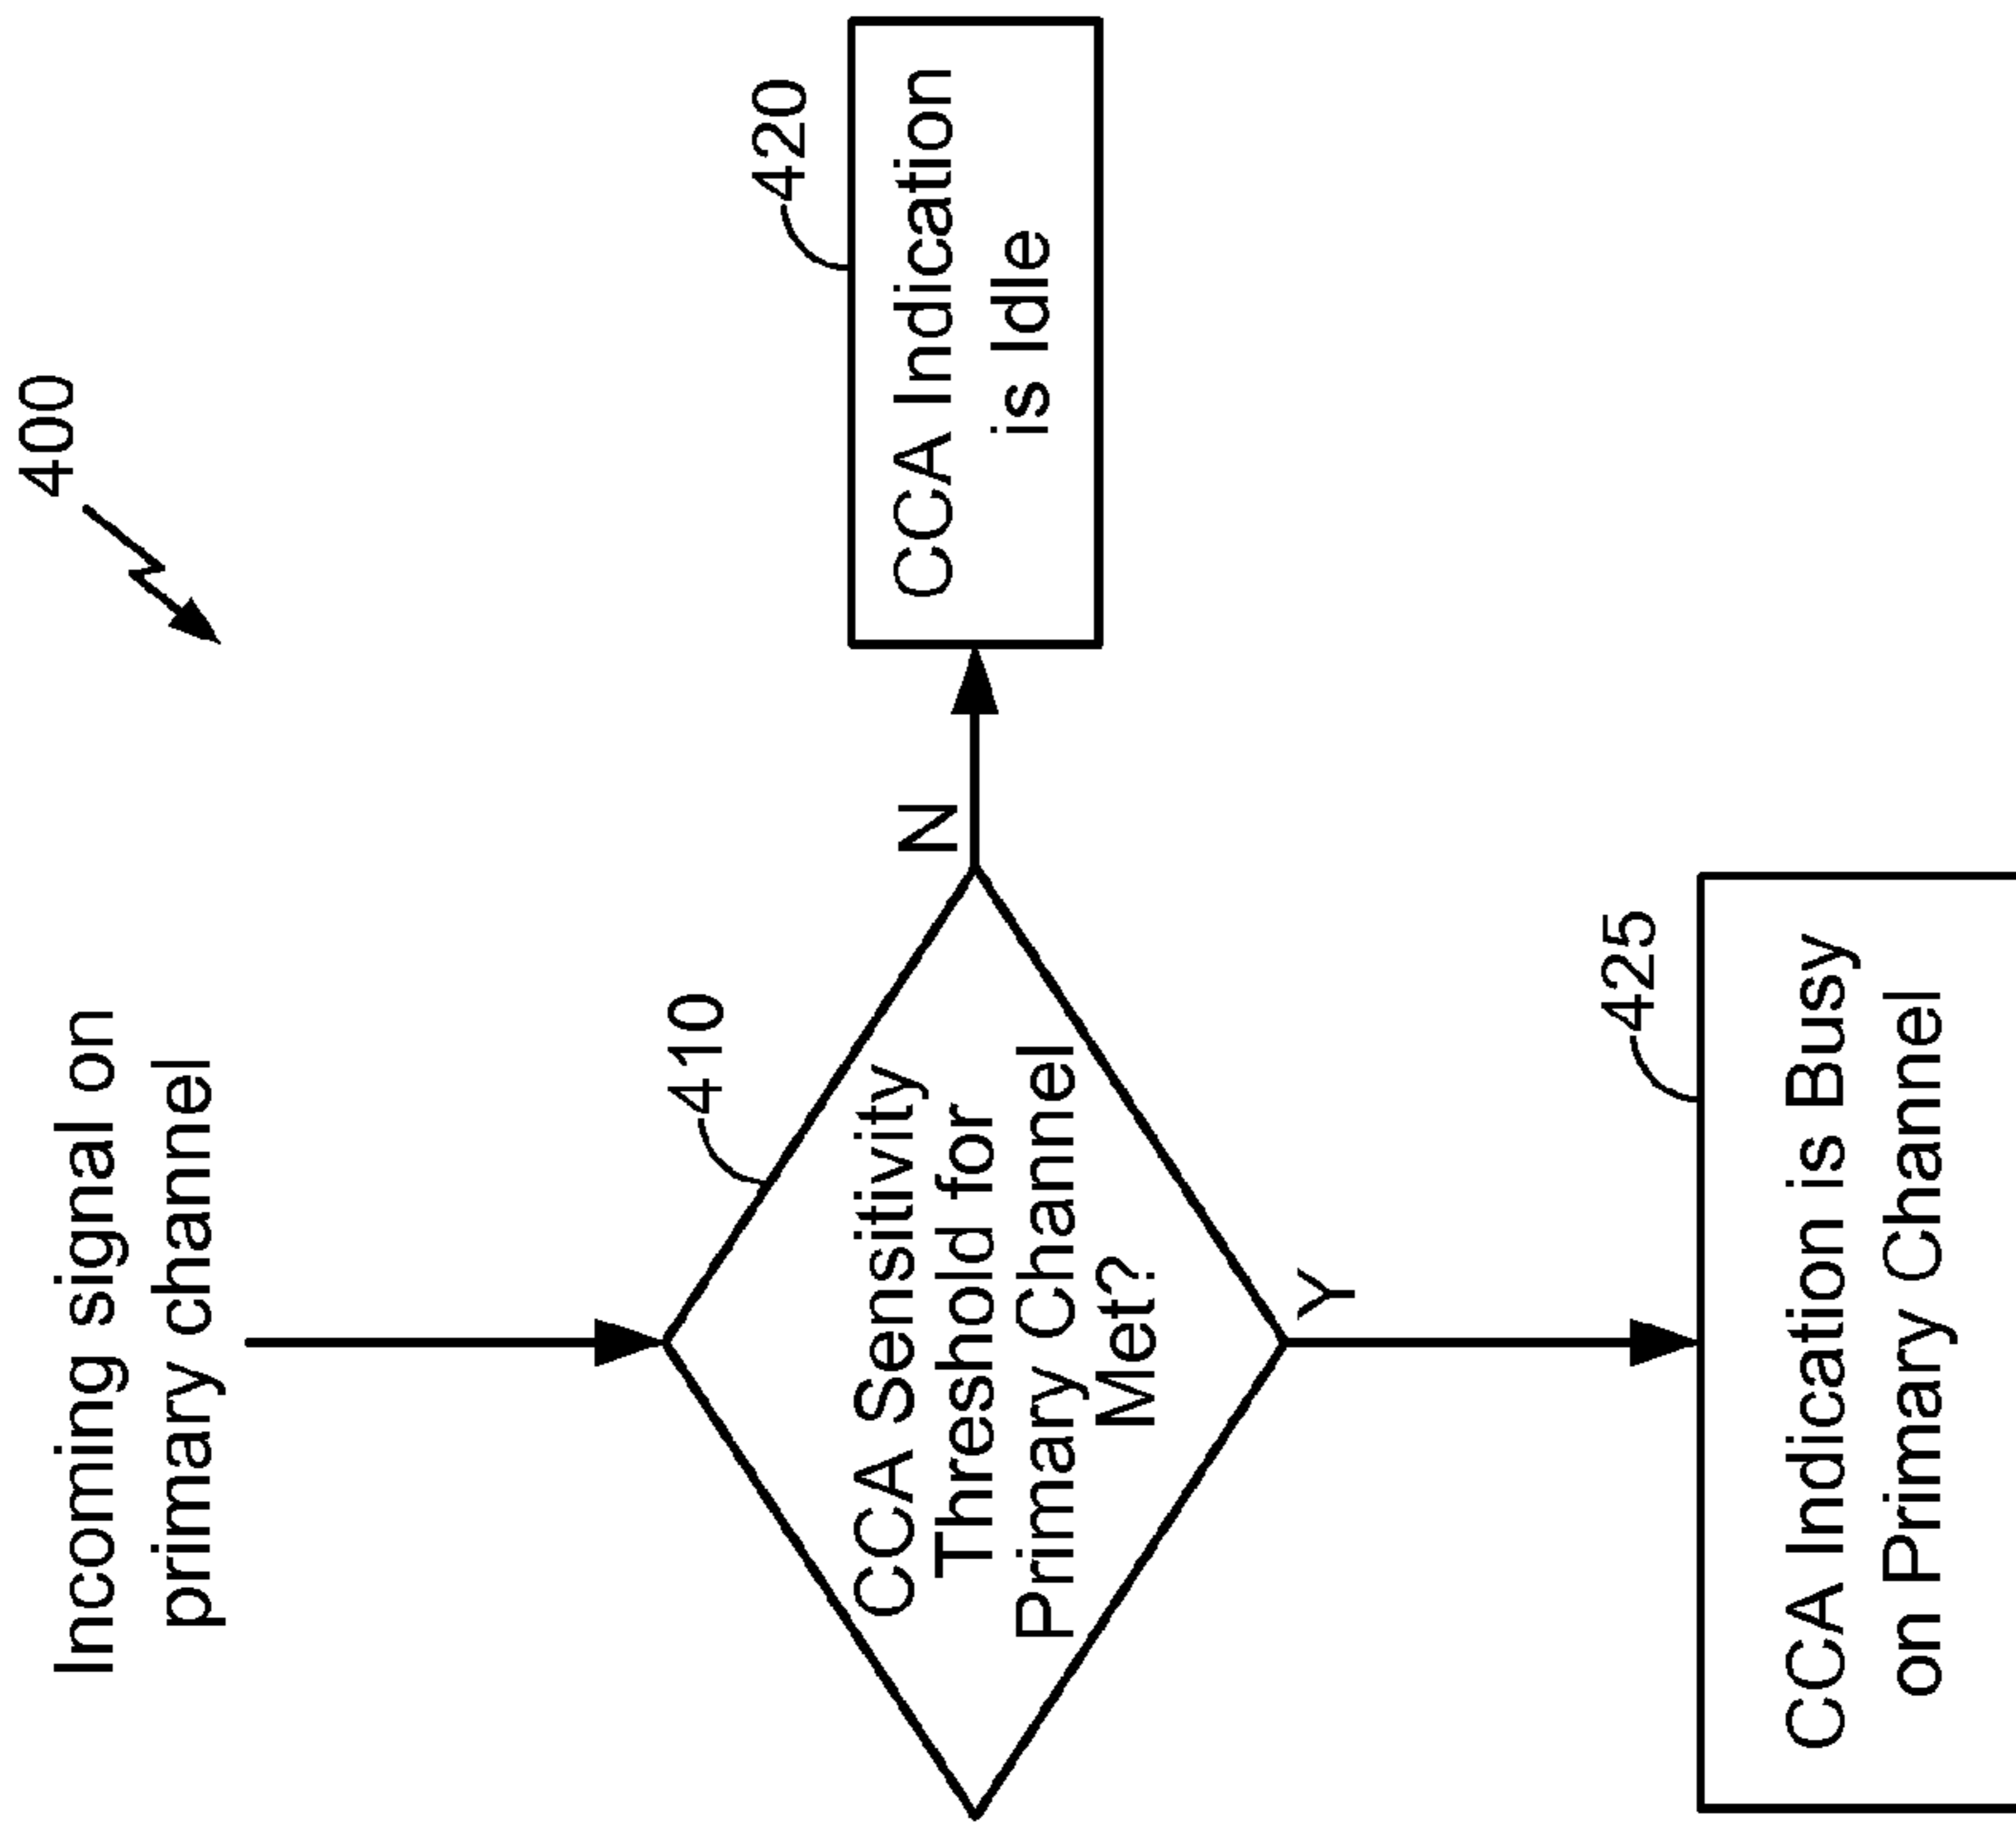 400
Incoming signal on
primary channel
410
CCA Sensitivity
Threshold for
Primary Channel
Met?
N
420
CCA Indication
is Idle
Y
425
CCA Indication is Busy
on Primary Channel